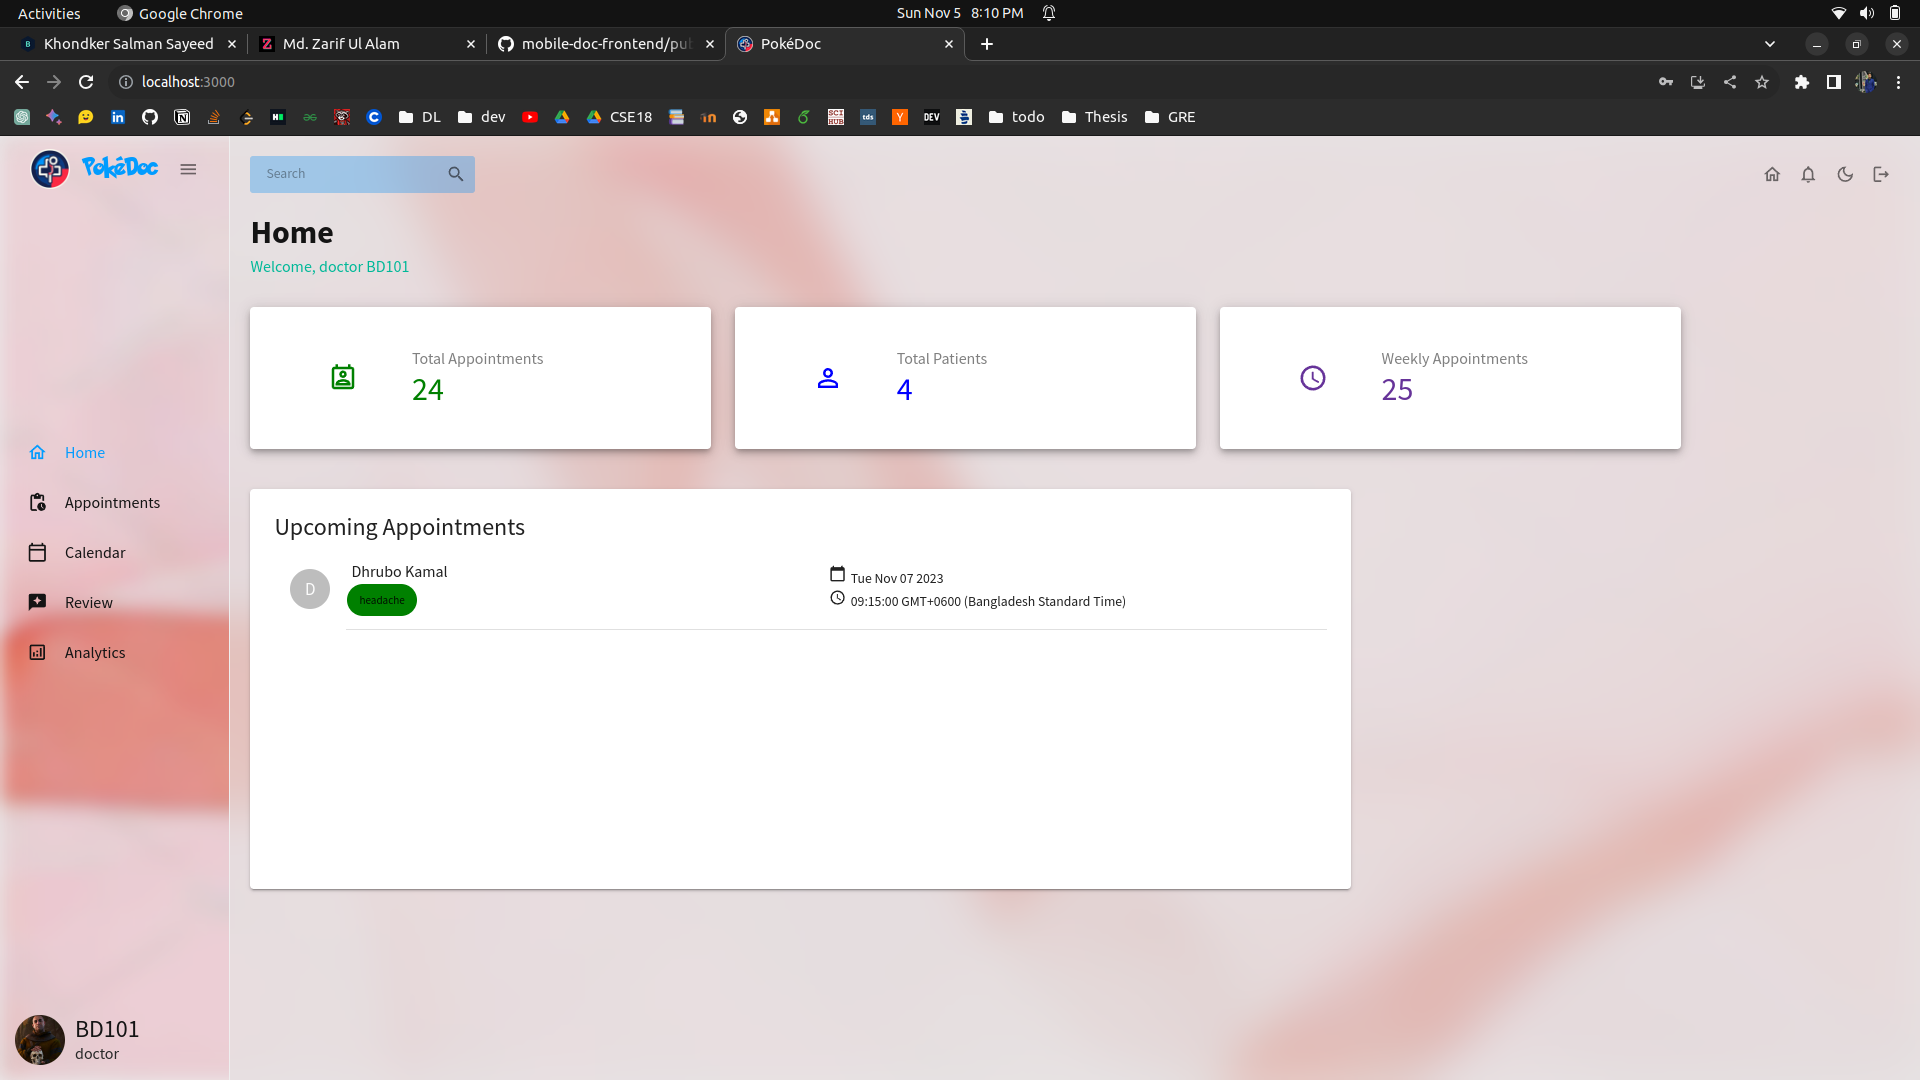 Activities Google Chrome Sun Nov 5 8:10 PM
Khondker Salman Sayeed Md. Zarif Ul Alam mobile-doc-frontend/pub PokéDoc
localhost:3000
DL dev CSE18 todo Thesis GRE
PokéDoc Search
Home
Welcome, doctor BD101
Total Appointments
24
Total Patients
4
Weekly Appointments
25
Home
Appointments
Calendar
Review
Analytics
Upcoming Appointments
D
Dhrubo Kamal
headache
Tue Nov 07 2023
09:15:00 GMT+0600 (Bangladesh Standard Time)
BD101
doctor